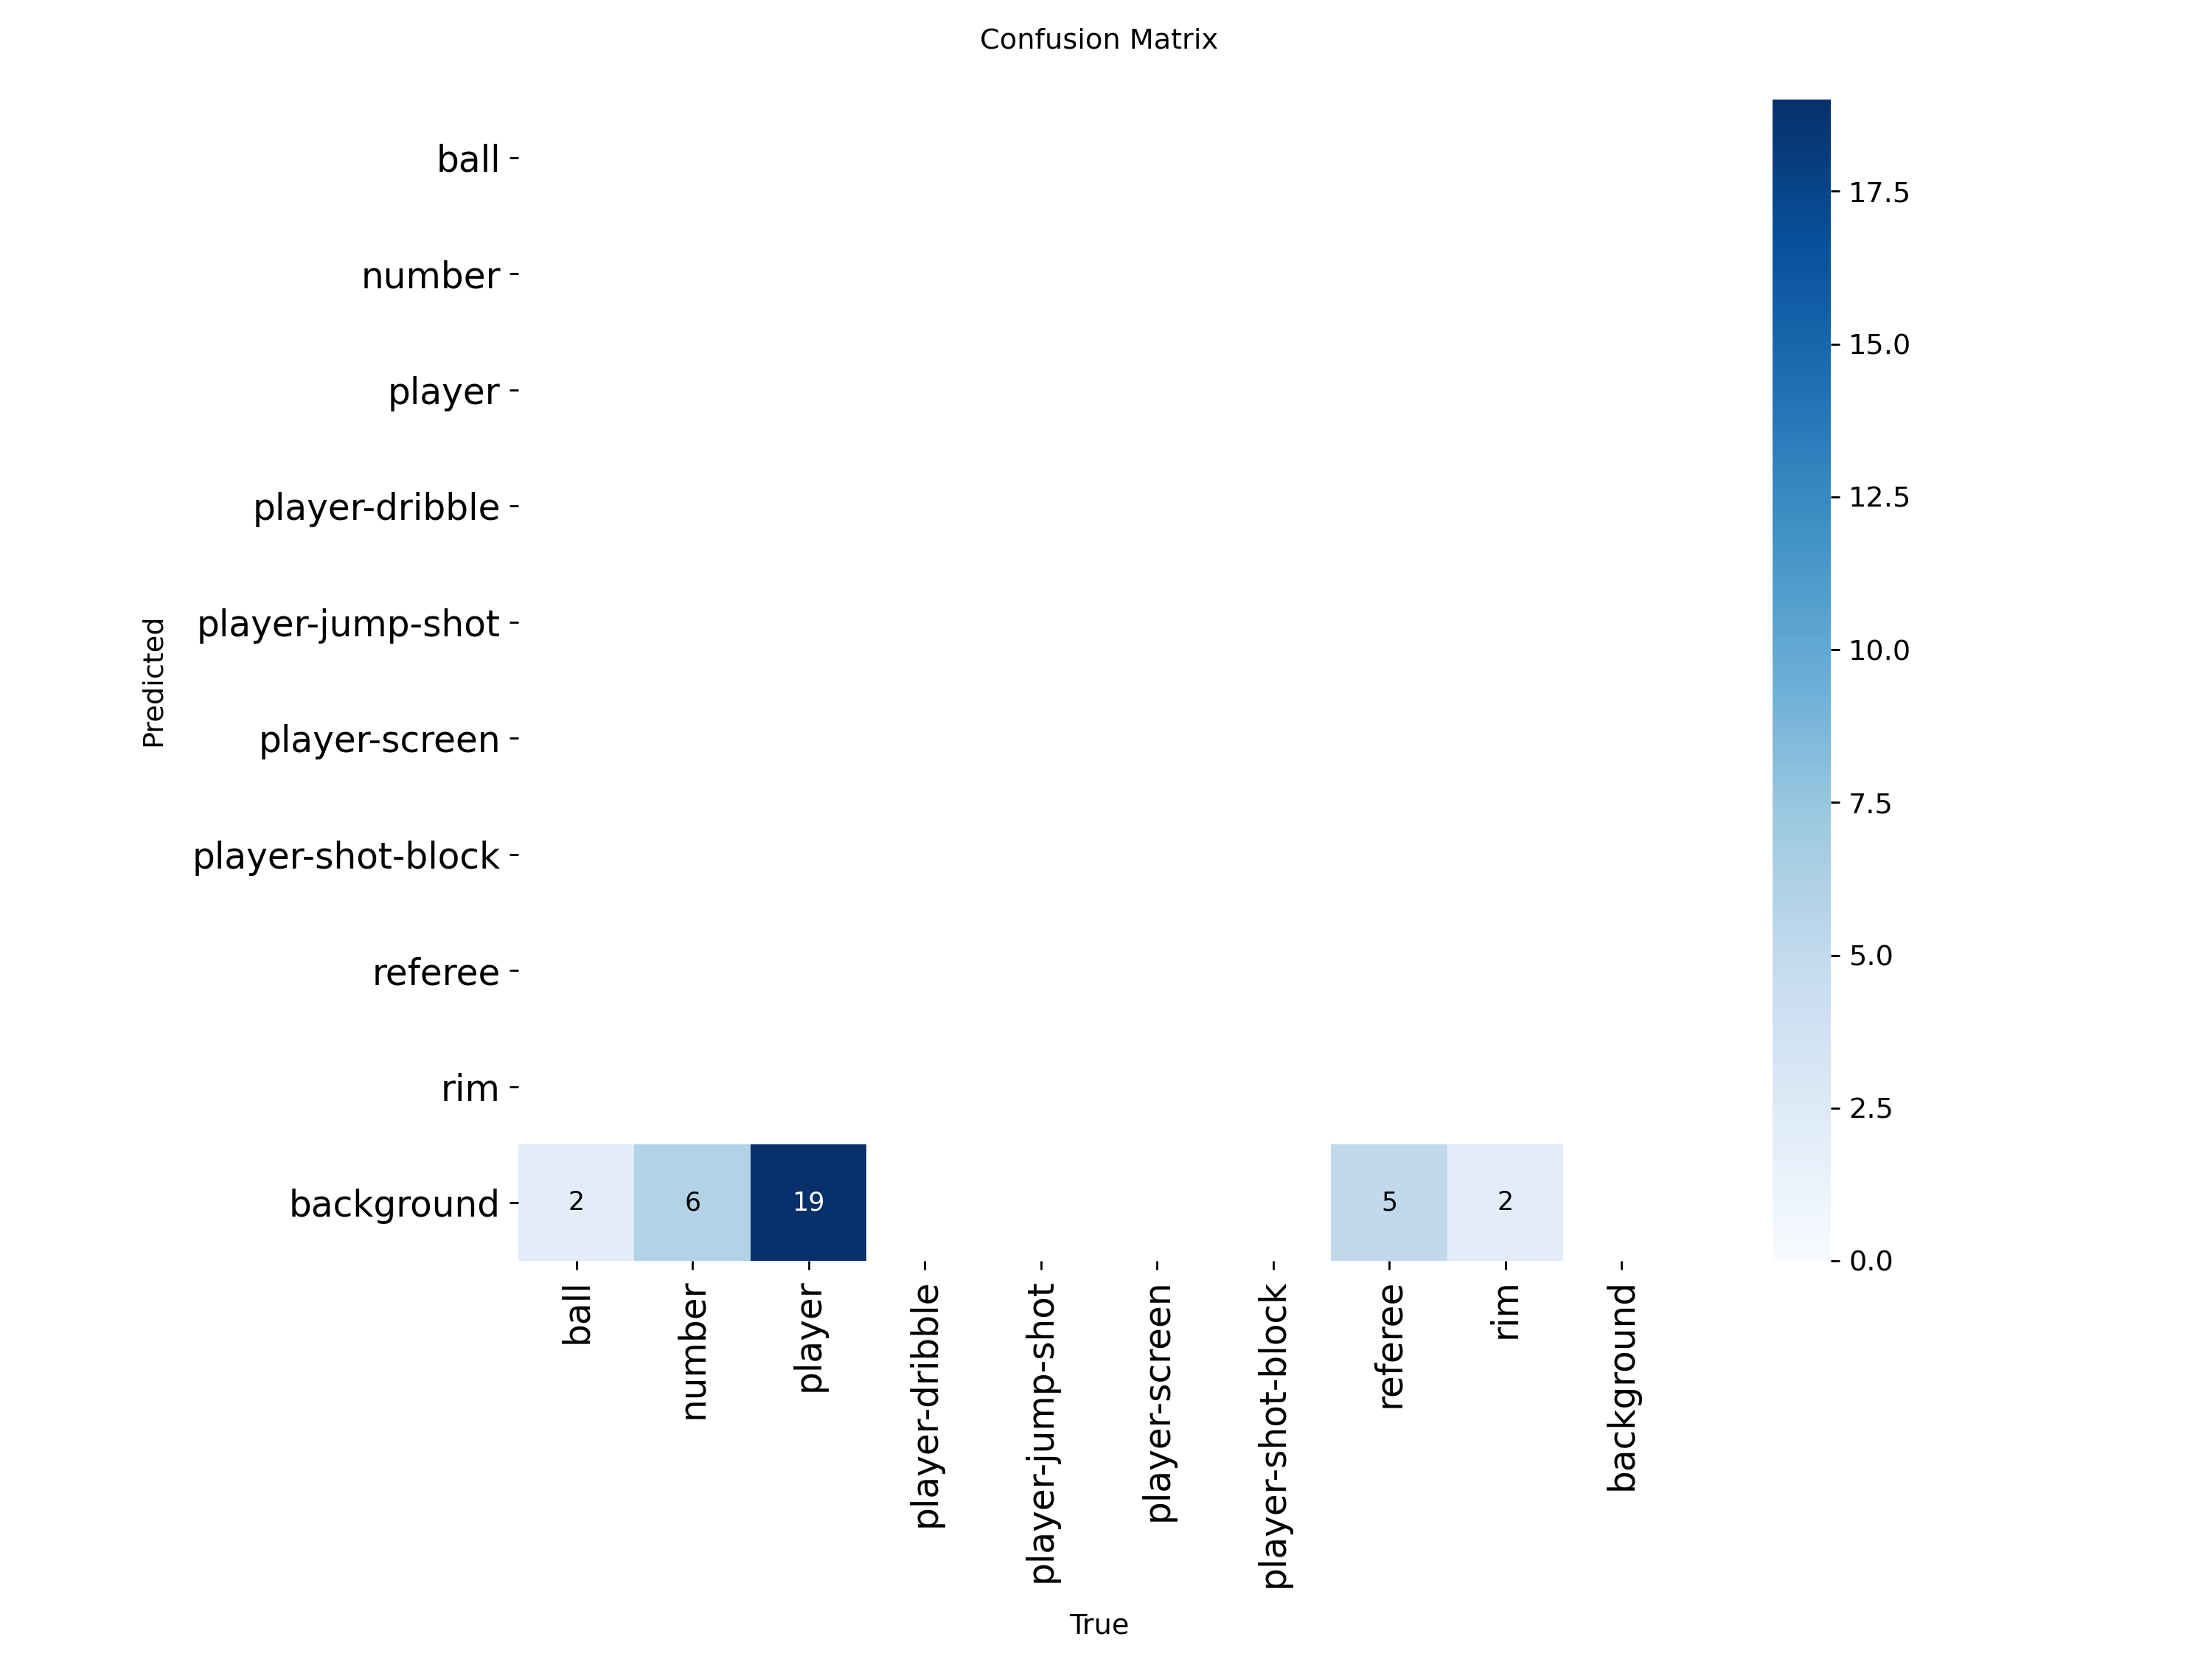 Confusion Matrix
ball
number
player
player-dribble
player-jump-shot
player-screen
player-shot-block
referee
rim
background
Predicted
2 6 19 5 2
ball number player player-dribble player-jump-shot player-screen player-shot-block referee rim background
True
17.5
15.0
12.5
10.0
7.5
5.0
2.5
0.0